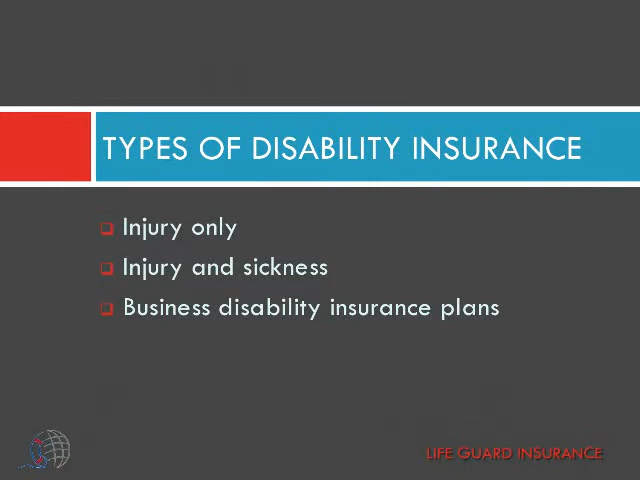 TYPES OF DISABILITY INSURANCE
Injury only
Injury and sickness
Business disability insurance plans
LIFE GUARD INSURANCE